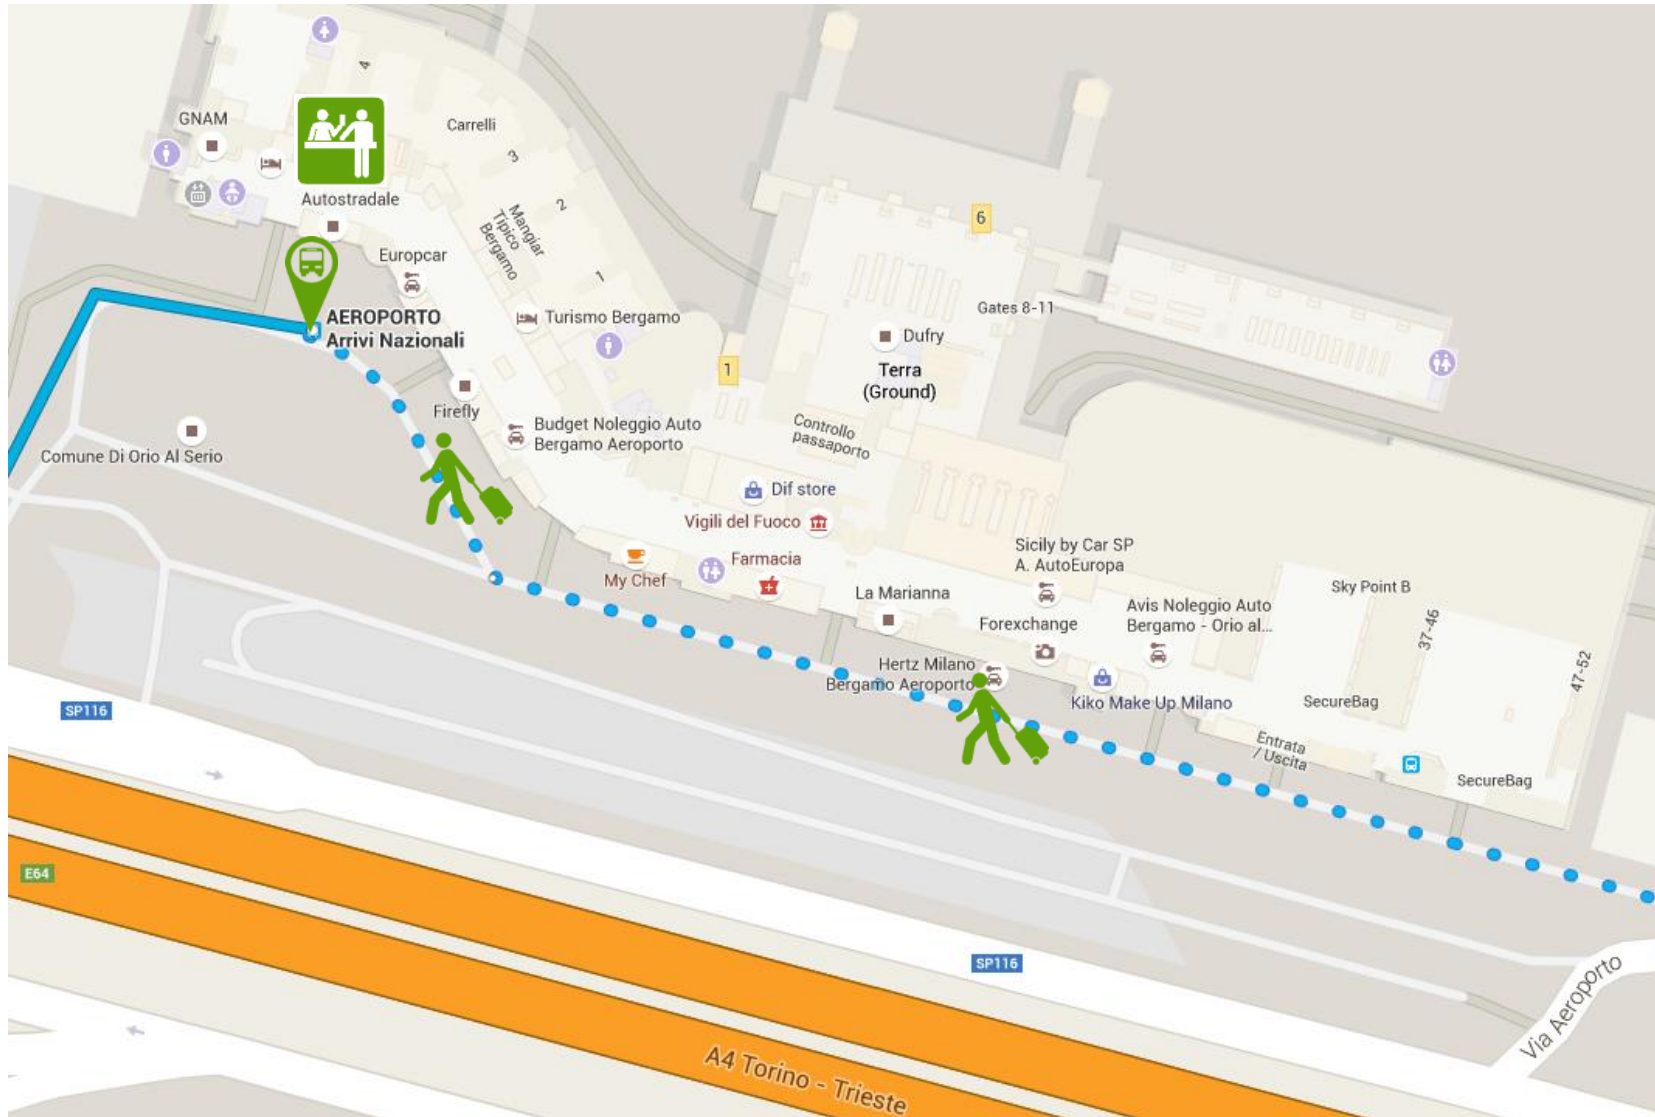 4
GNAM
Carrelli
3
Autostradale
2
Mangiar
Tipico
Bergamo
6
Europcar
1
AEROPORTO
Arrivi Nazionali
Turismo Bergamo
Gates 8-11
Dufry
1
Terra
(Ground)
Firefly
Budget Noleggio Auto
Bergamo Aeroporto
Controllo
passaporto
Comune Di Orio Al Serio
Dif store
Vigili del Fuoco
Sicily by Car SP
A. AutoEuropa
Farmacia
My Chef
La Marianna
Sky Point B
Avis Noleggio Auto
Bergamo - Orio al...
Forexchange
37-46
47-52
Hertz Milano
Bergamo Aeroporto
Kiko Make Up Milano
SecureBag
SP116
Entrata
/ Uscita
SecureBag
E64
SP116
Via Aeroporto
A4 Torino - Trieste